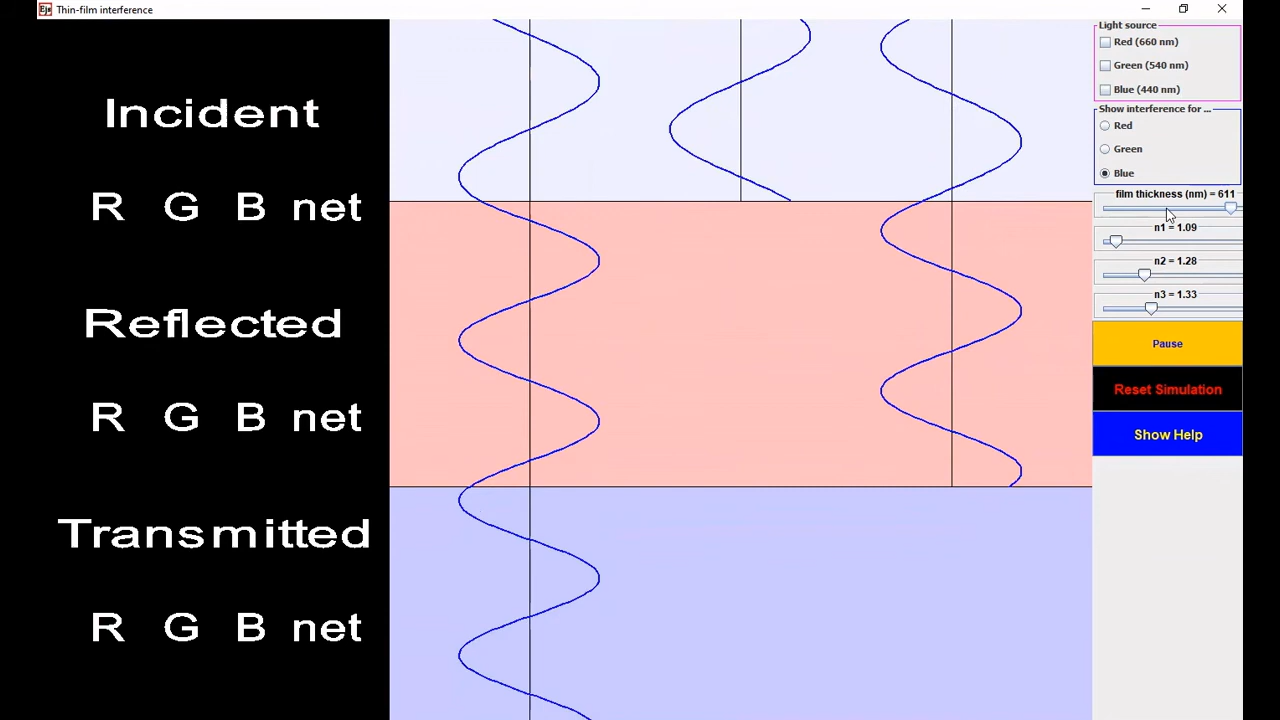 Ejs Thin-film interference
Incident
R G B net
Reflected
R G B net
Transmitted
R G B net
Light source
Red (660 nm)
Green (540 nm)
Blue (440 nm)
Show interference for ...
Red
Green
Blue
film thickness (nm) = 611
n1 = 1.09
n2 = 1.28
n3 = 1.33
Pause
Reset Simulation
Show Help